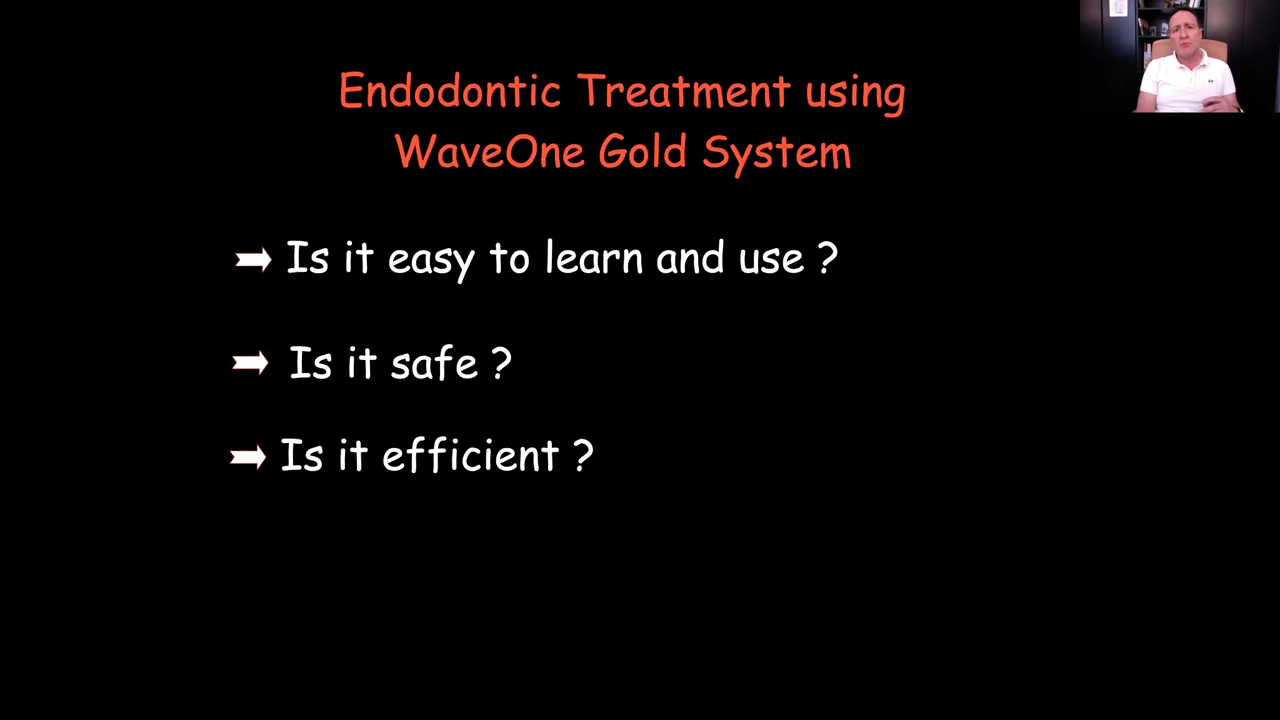 Endodontic Treatment using
WaveOne Gold System
Is it easy to learn and use ?
Is it safe ?
Is it efficient ?